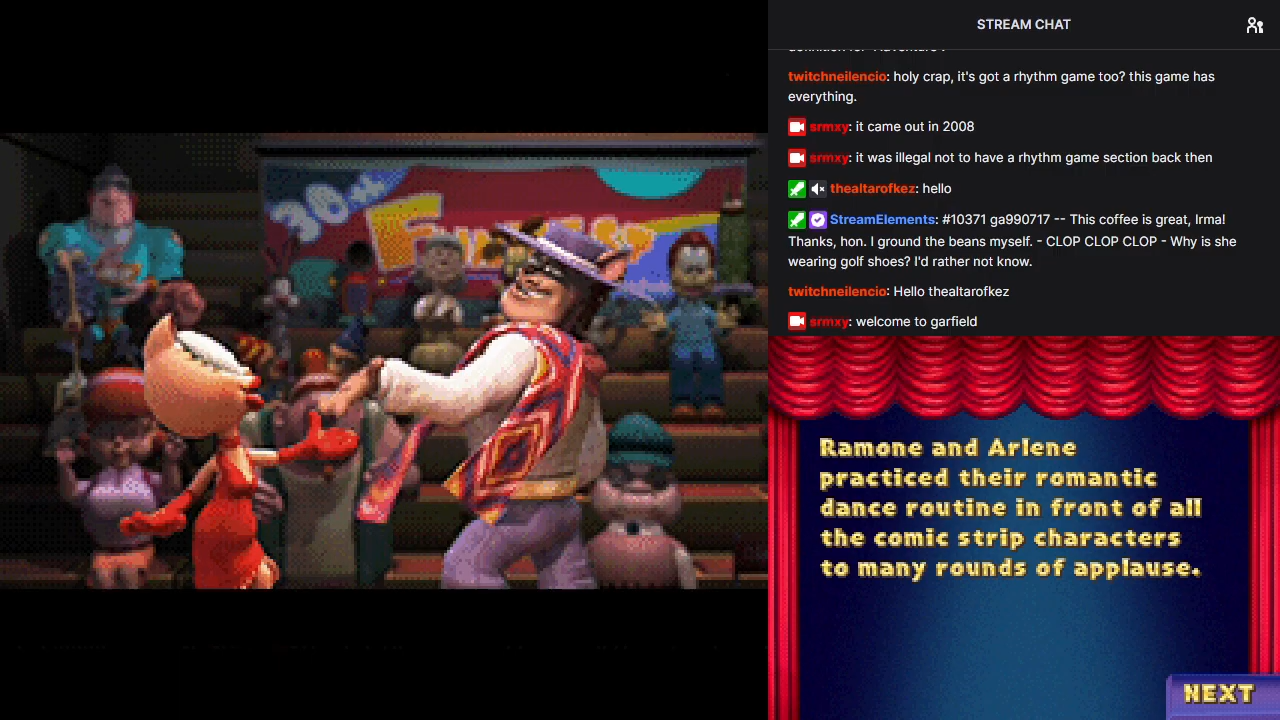 STREAM CHAT
twitchneilencio: holy crap, it's got a rhythm game too? this game has
everything.
srmxy: it came out in 2008
srmxy: it was illegal not to have a rhythm game section back then
thealtarofkez: hello
StreamElements: #10371 ga990717 -- This coffee is great, Irma!
Thanks, hon. I ground the beans myself. - CLOP CLOP CLOP - Why is she
wearing golf shoes? I'd rather not know.
twitchneilencio: Hello thealtarofkez
srmxy: welcome to garfield
30th
Ramone and Arlene
practiced their romantic
dance routine in front of all
the comic strip characters
to many rounds of applause.
NEXT